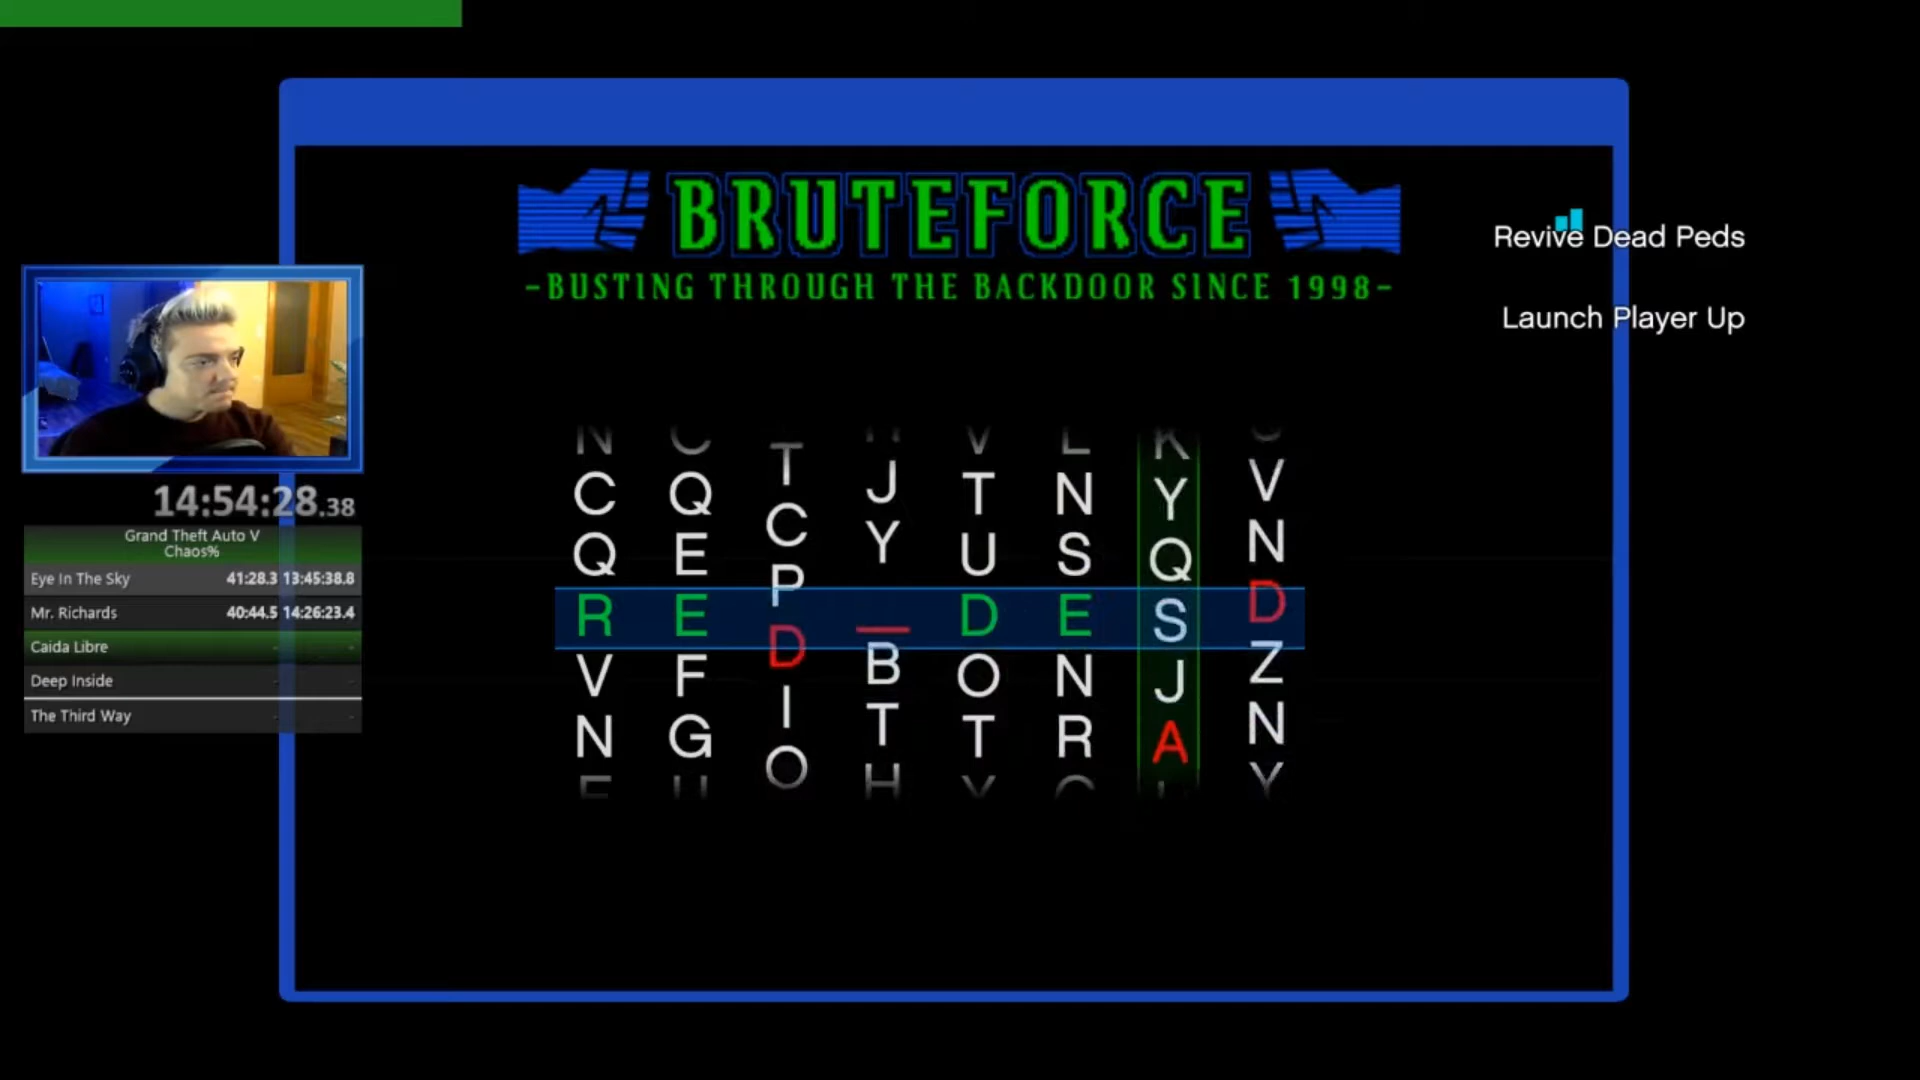 BRUTEFORCE
-BUSTING THROUGH THE BACKDOOR SINCE 1998-
Revive Dead Peds
Launch Player Up
14:54:28.38
Grand Theft Auto V
Chaos%
Eye In The Sky 41:28.3 13:45:38.8
Mr. Richards 40:44.5 14:26:23.4
Caida Libre - -
Deep Inside - -
The Third Way - -
T K
C Q C J T N Y V
Q E P Y U S Q N
R E D _ D E S D
V F I B O N J Z
N G O T T R A N
H Y